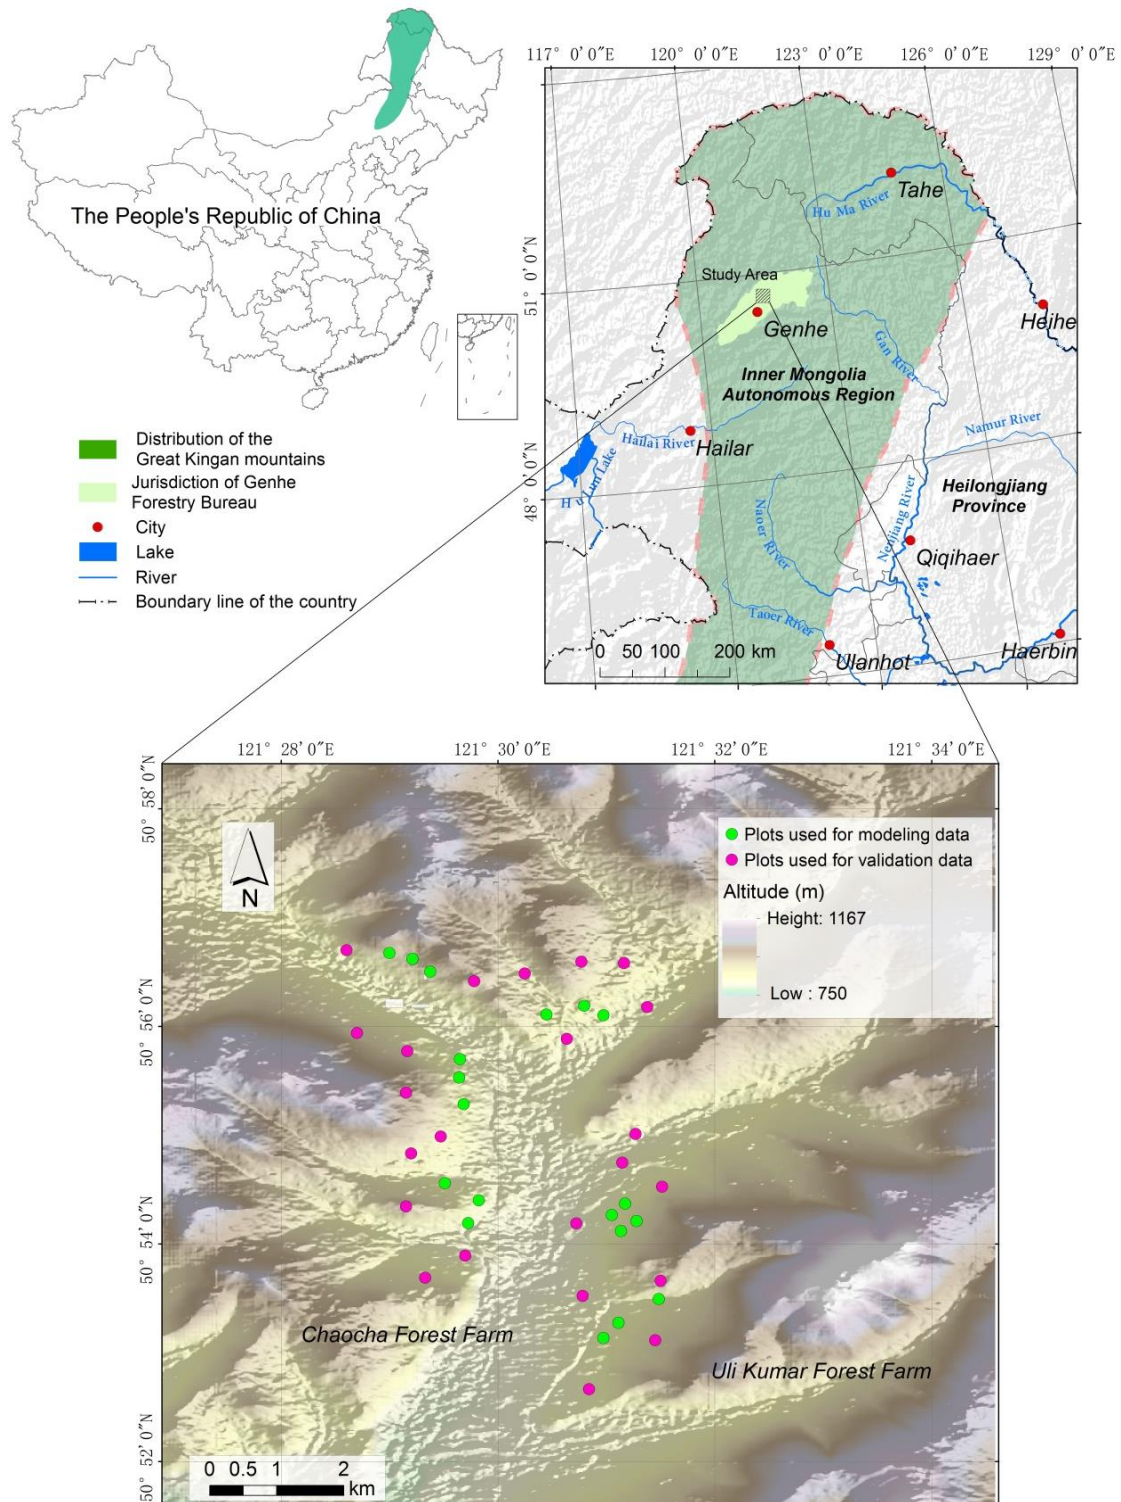 The People's Republic of China
Distribution of the
Great Kingan mountains
Jurisdiction of Genhe
Forestry Bureau
City
Lake
River
Boundary line of the country
117° 0′ 0″E
120° 0′ 0″E
123° 0′ 0″E
126° 0′ 0″E
129° 0′ 0″E
51° 0′ 0″N
48° 0′ 0″N
Tahe
Hu Ma River
Study Area
Genhe
Heihe
Gan River
Inner Mongolia
Autonomous Region
Namur River
Hailai River
Hailar
Hu Lun Lake
Heilongjiang
Province
Naoer River
Nenjiang River
Qiqihaer
Taoer River
Ulanhot
Haerbin
0 50 100 200 km
121° 28′ 0″E
121° 30′ 0″E
121° 32′ 0″E
121° 34′ 0″E
50° 58′ 0″N
50° 56′ 0″N
50° 54′ 0″N
50° 52′ 0″N
N
Plots used for modeling data
Plots used for validation data
Altitude (m)
Height: 1167
Low : 750
Chaocha Forest Farm
Uli Kumar Forest Farm
0 0.5 1 2
km